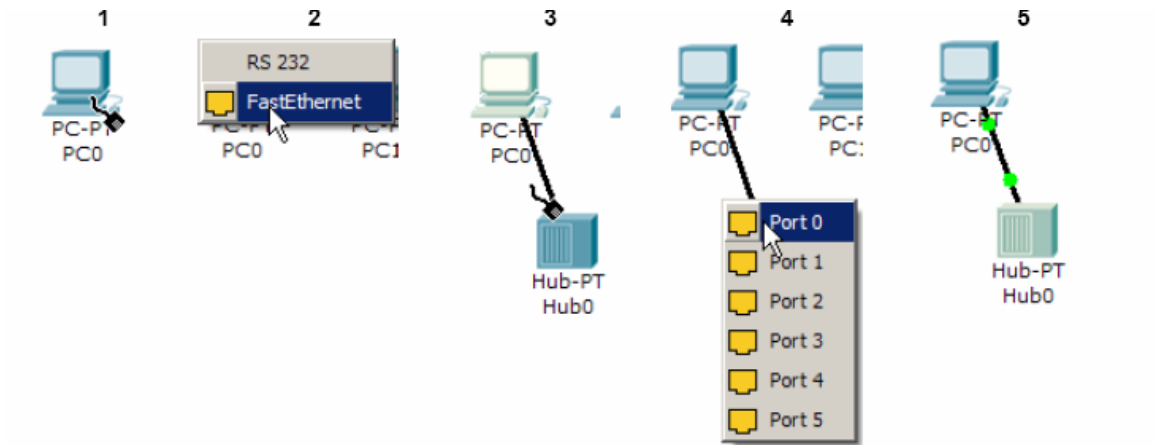 1
2
3
4
5
PC-PT
PC0
RS 232
FastEthernet
PC0
PC1
PC-PT
PC0
Hub-PT
Hub0
PC-PT
PC0
Port 0
Port 1
Port 2
Port 3
Port 4
Port 5
PC-PT
PC0
Hub-PT
Hub0